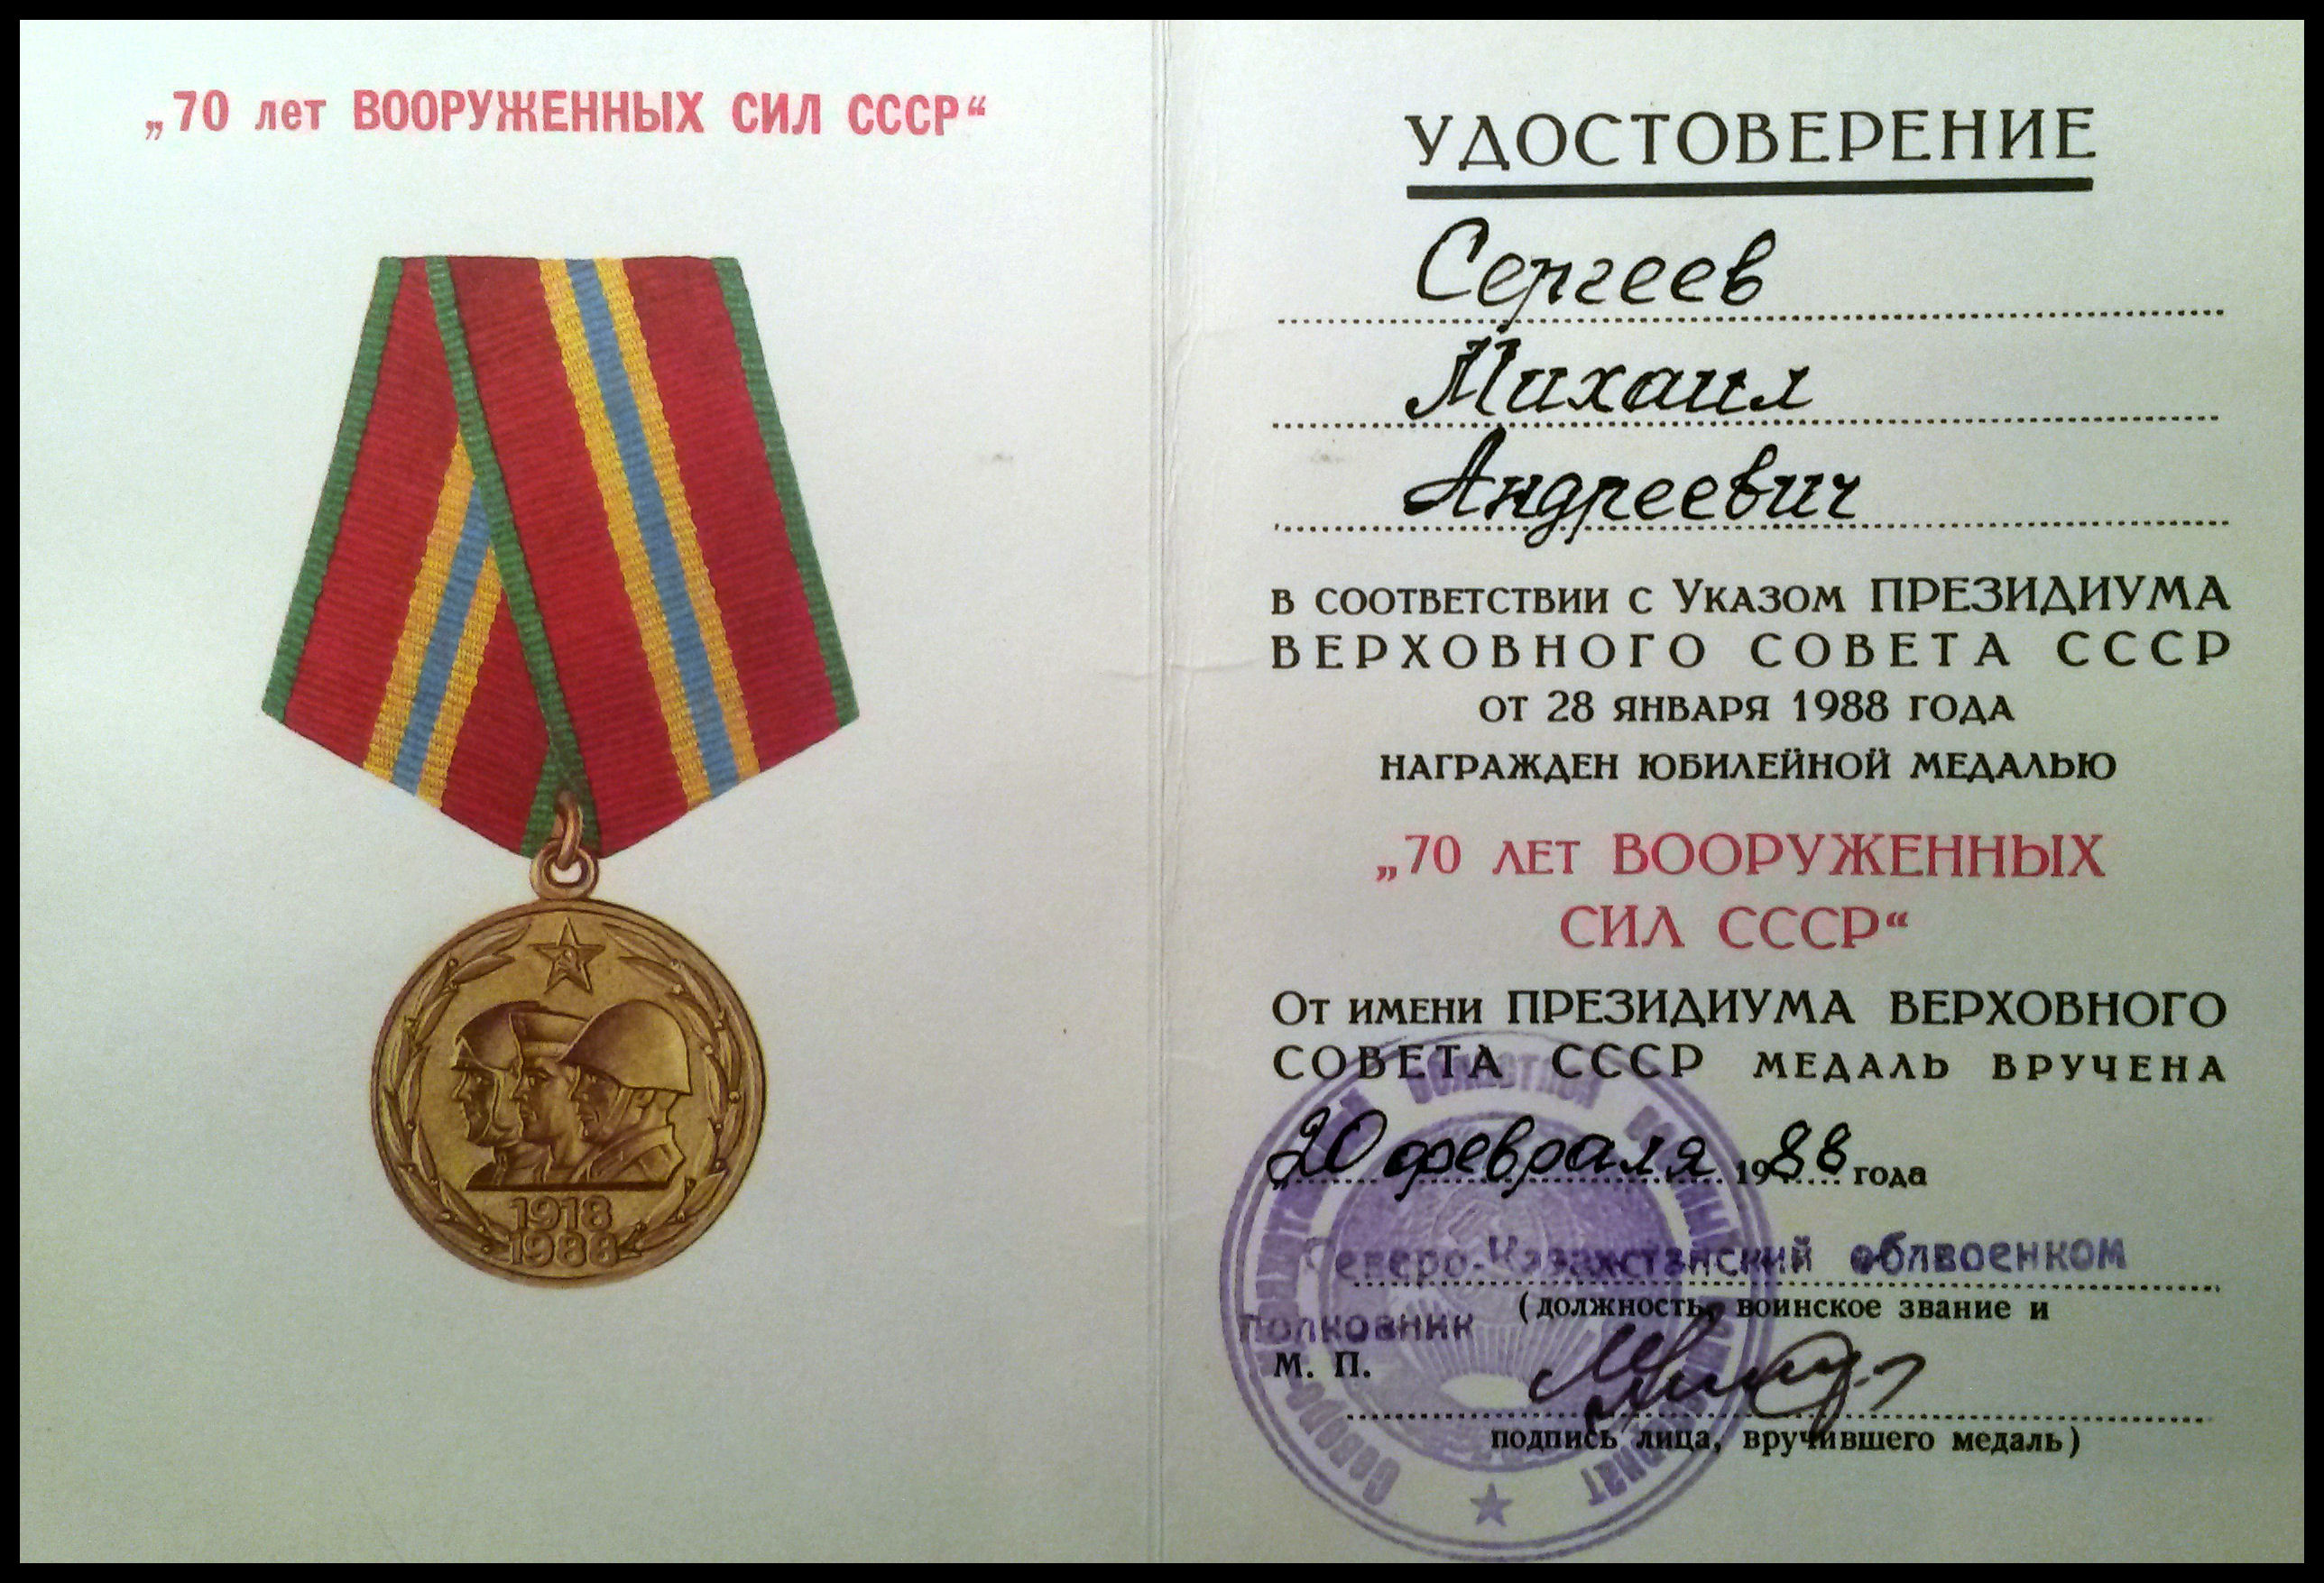 „70 лет ВООРУЖЕННЫХ СИЛ СССР“
1918
1988
УДОСТОВЕРЕНИЕ
Сергеев
Михаил
Андреевич
В СООТВЕТСТВИИ С УКАЗОМ ПРЕЗИДИУМА
ВЕРХОВНОГО СОВЕТА СССР
ОТ 28 ЯНВАРЯ 1988 ГОДА
НАГРАЖДЕН ЮБИЛЕЙНОЙ МЕДАЛЬЮ
„70 ЛЕТ ВООРУЖЕННЫХ
СИЛ СССР“
ОТ ИМЕНИ ПРЕЗИДИУМА ВЕРХОВНОГО
СОВЕТА СССР МЕДАЛЬ ВРУЧЕНА
„20 февраля 1988 года
Северо-Казахстанский облвоенком
(должность, воинское звание и
полковник
М. П.
подпись лица, вручившего медаль)